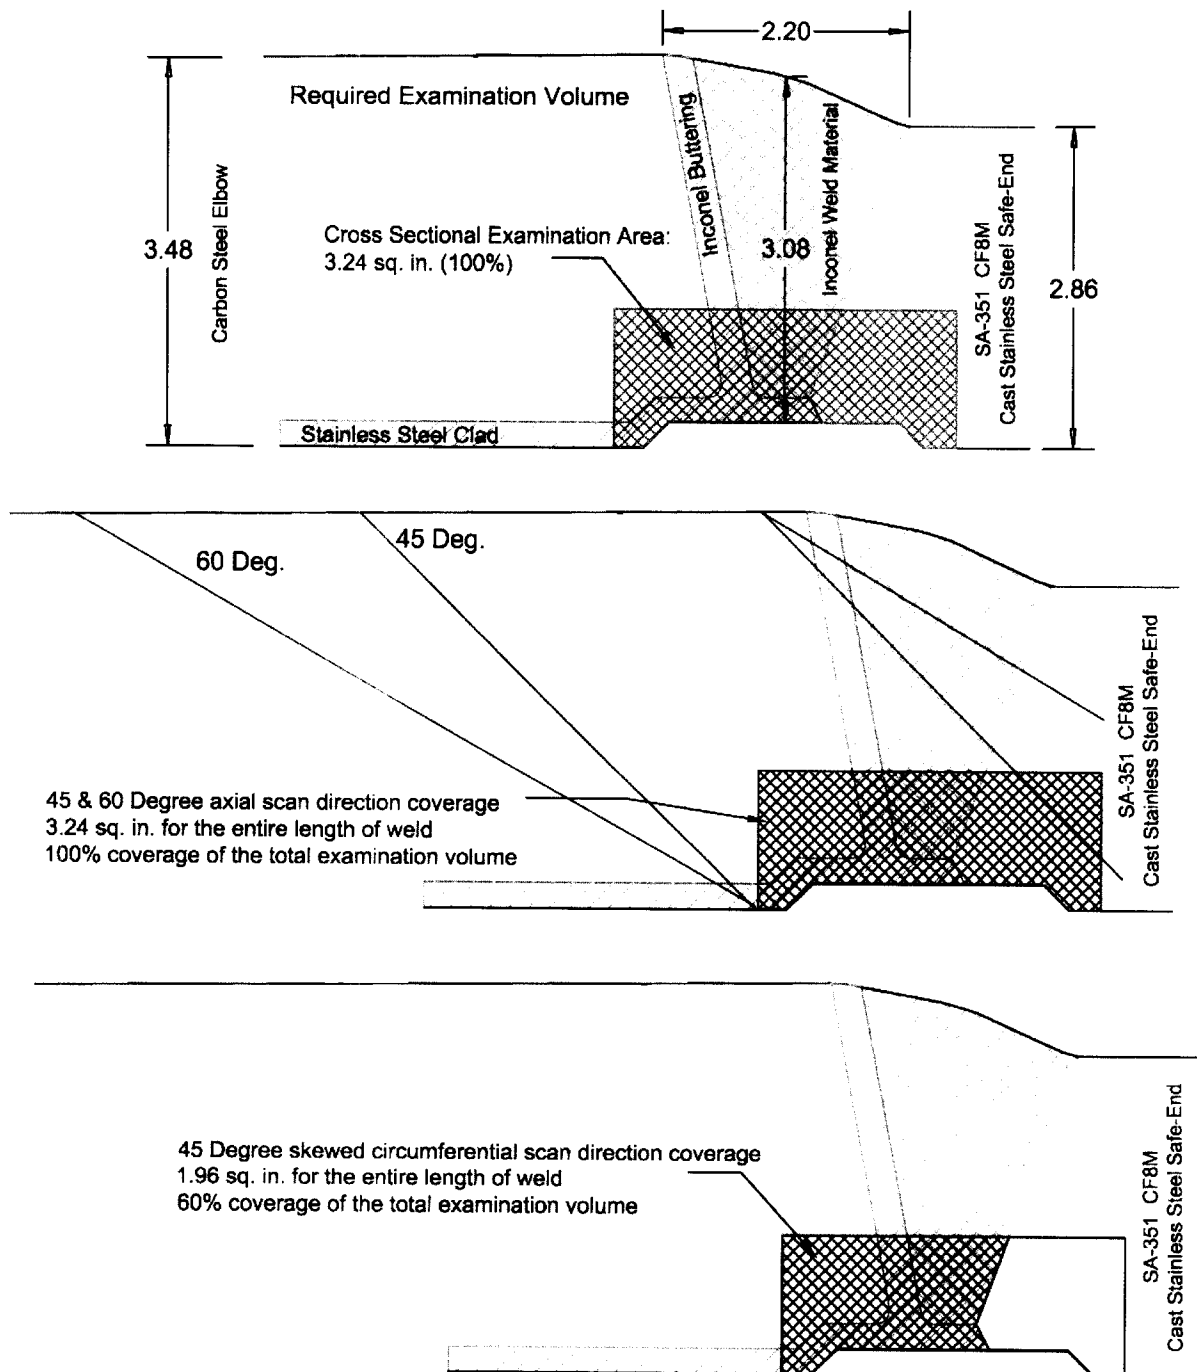 2.20
Required Examination Volume
Inconel Buttering
Inconel Weld Material
3.48
Carbon Steel Elbow
Cross Sectional Examination Area:
3.24 sq. in. (100%)
3.08
SA-351 CF8M
Cast Stainless Steel Safe-End
2.86
Stainless Steel Clad
60 Deg.
45 Deg.
SA-351 CF8M
Cast Stainless Steel Safe-End
45 & 60 Degree axial scan direction coverage
3.24 sq. in. for the entire length of weld
100% coverage of the total examination volume
45 Degree skewed circumferential scan direction coverage
1.96 sq. in. for the entire length of weld
60% coverage of the total examination volume
SA-351 CF8M
Cast Stainless Steel Safe-End